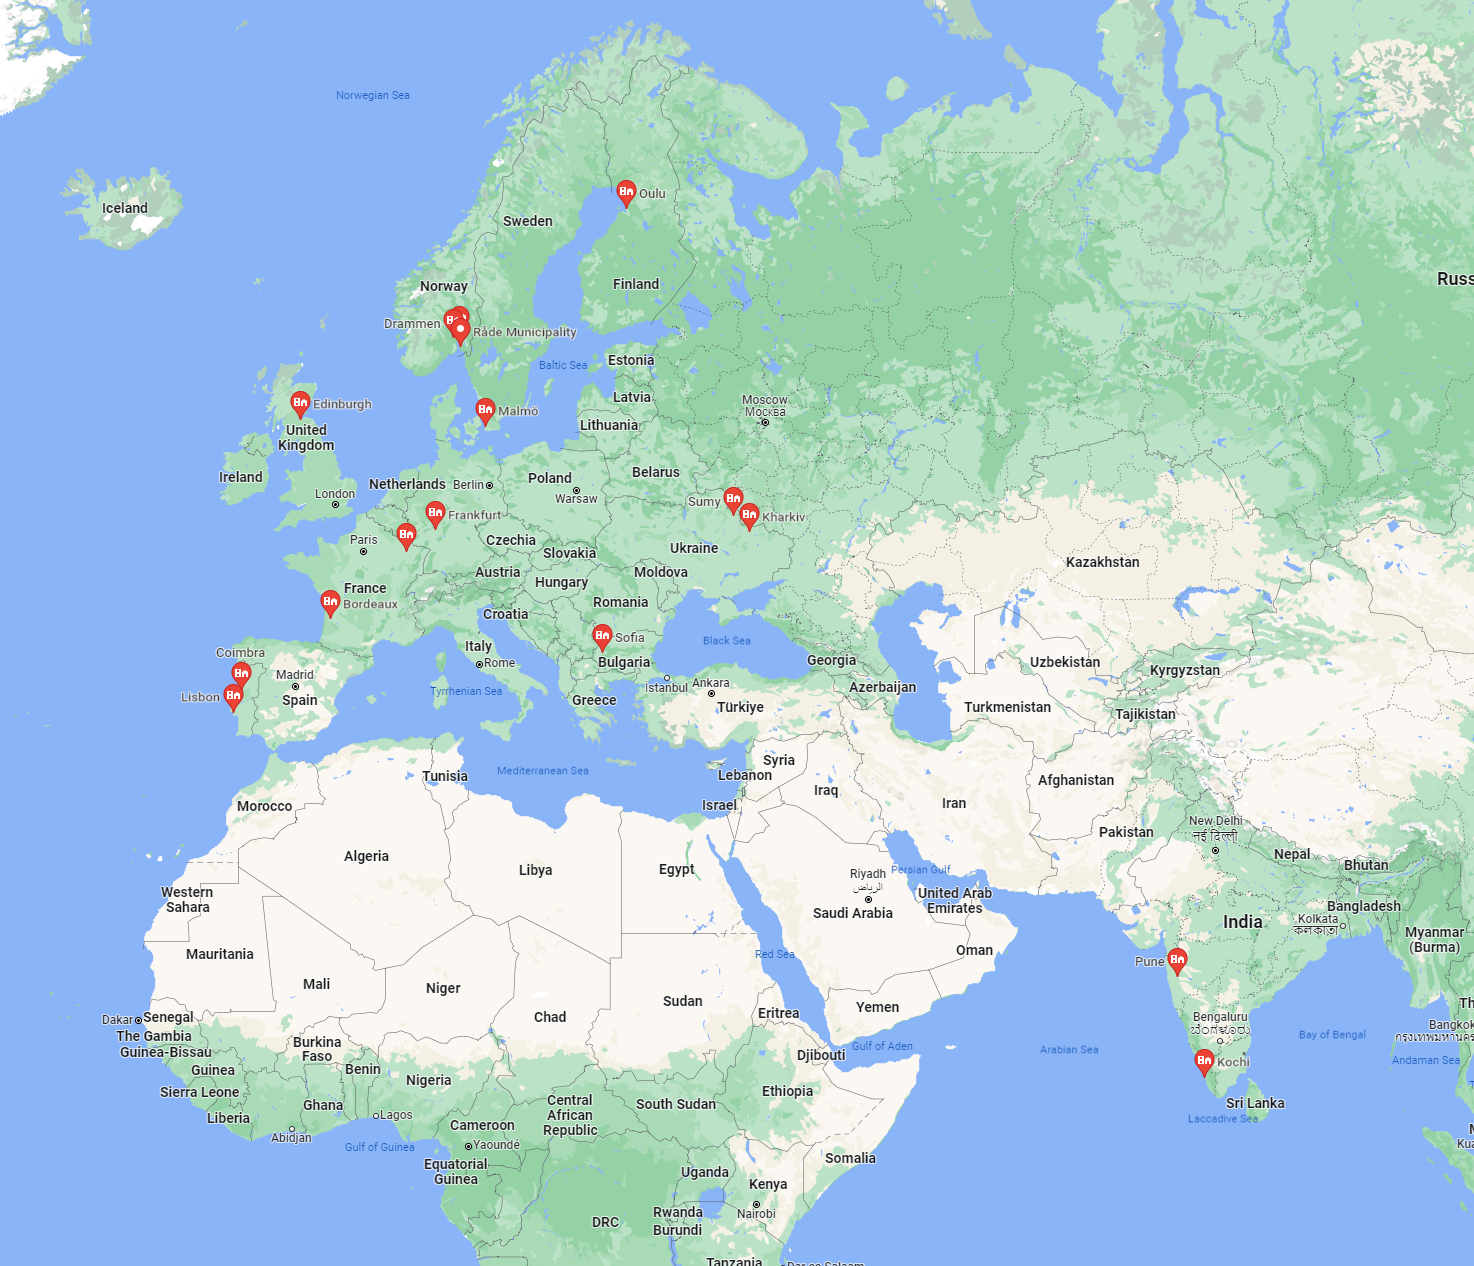 Norwegian Sea
Iceland
Oulu
Sweden
Finland
Russ
Norway
Drammen
Råde Municipality
Estonia
Baltic Sea
Latvia
Moscow
Москва
Edinburgh
Malmö
Lithuania
United
Kingdom
Ireland
Netherlands
Berlin
Poland
Warsaw
Belarus
London
Sumy
Kharkiv
Frankfurt
Paris
Czechia
Slovakia
Ukraine
Kazakhstan
Austria
Hungary
Moldova
France
Bordeaux
Croatia
Romania
Coimbra
Italy
Rome
Sofia
Bulgaria
Black Sea
Georgia
Uzbekistan
Kyrgyzstan
Madrid
Spain
Lisbon
Tyrrhenian Sea
Greece
İstanbul
Ankara
Türkiye
Azerbaijan
Turkmenistan
Tajikistan
Tunisia
Mediterranean Sea
Syria
Lebanon
Iraq
Iran
Afghanistan
Morocco
Israel
Pakistan
New Delhi
नई दिल्ली
Nepal
Bhutan
Algeria
Libya
Egypt
Riyadh
الرياض
Persian Gulf
United Arab
Emirates
Western
Sahara
Saudi Arabia
India
Kolkata
কলকাতা
Bangladesh
Myanmar
(Burma)
Mauritania
Mali
Niger
Red Sea
Oman
Pune
Chad
Sudan
Eritrea
Yemen
Dakar
Senegal
The Gambia
Guinea-Bissau
Burkina
Faso
Benin
Nigeria
Djibouti
Gulf of Aden
Arabian Sea
Bengaluru
ಬೆಂಗಳೂರು
Bay of Bengal
Th
Bangkok
กรุงเทพมหานคร
Andaman Sea
Guinea
Sierra Leone
Ghana
Liberia
Abidjan
Lagos
Central
African
Republic
South Sudan
Ethiopia
Kochi
Sri Lanka
Laccadive Sea
Cameroon
Yaoundé
Gulf of Guinea
Equatorial
Guinea
Somalia
Uganda
Kenya
Nairobi
DRC
Rwanda
Burundi
Kua
Tanzania
Dar es Salaam